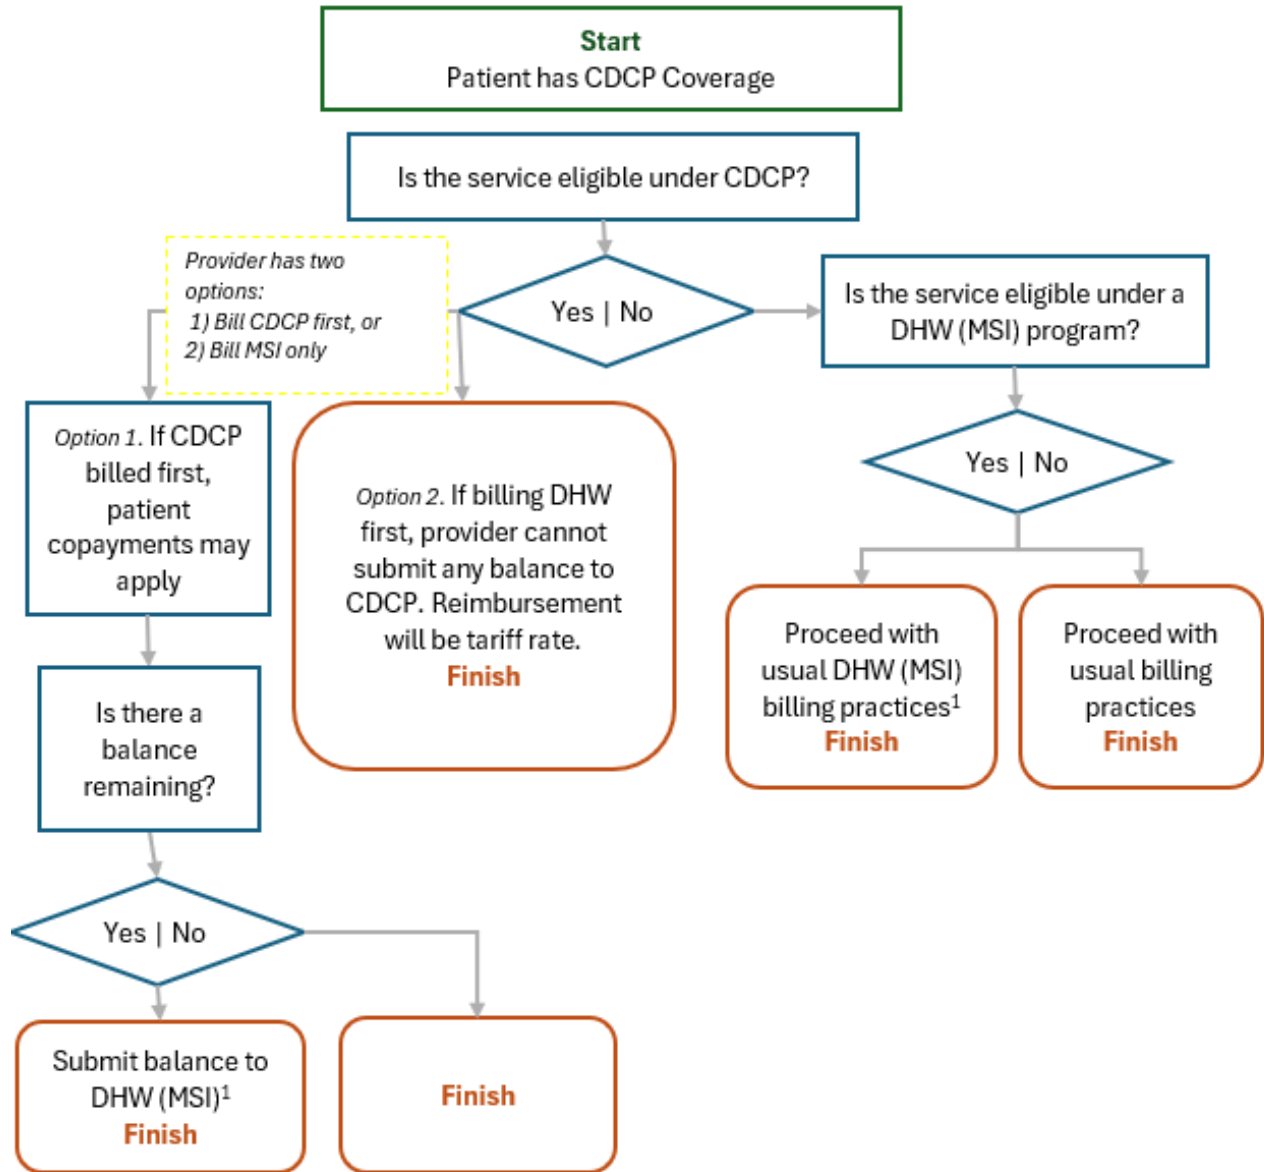 Start
Patient has CDCP Coverage
Is the service eligible under CDCP?
Provider has two
options:
1) Bill CDCP first, or
2) Bill MSI only
Yes | No
Is the service eligible under a
DHW (MSI) program?
Option 1. If CDCP
billed first,
patient
copayments may
apply
Option 2. If billing DHW
first, provider cannot
submit any balance to
CDCP. Reimbursement
will be tariff rate.
Finish
Yes | No
Proceed with
usual DHW (MSI)
billing practices¹
Finish
Proceed with
usual billing
practices
Finish
Is there a
balance
remaining?
Yes | No
Submit balance to
DHW (MSI)¹
Finish
Finish